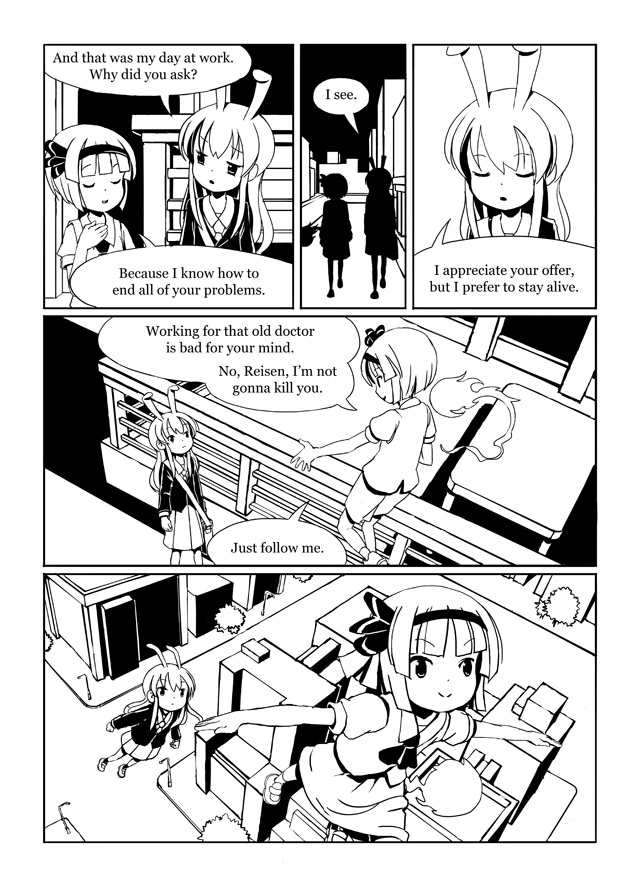 And that was my day at work.
Why did you ask?
Because I know how to
end all of your problems.
I see.
I appreciate your offer,
but I prefer to stay alive.
Working for that old doctor
is bad for your mind.
No, Reisen, I'm not
gonna kill you.
Just follow me.